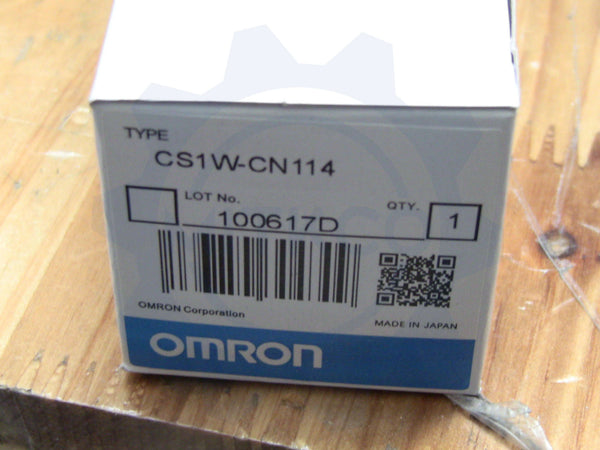 TYPE
CS1W-CN114
LOT No.
100617D
QTY.
1
OMRON Corporation
MADE IN JAPAN
OMRON